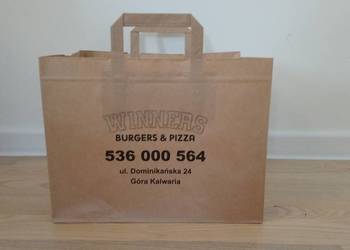 WINNERS
BURGERS & PIZZA
536 000 564
ul. Dominikańska 24
Góra Kalwaria